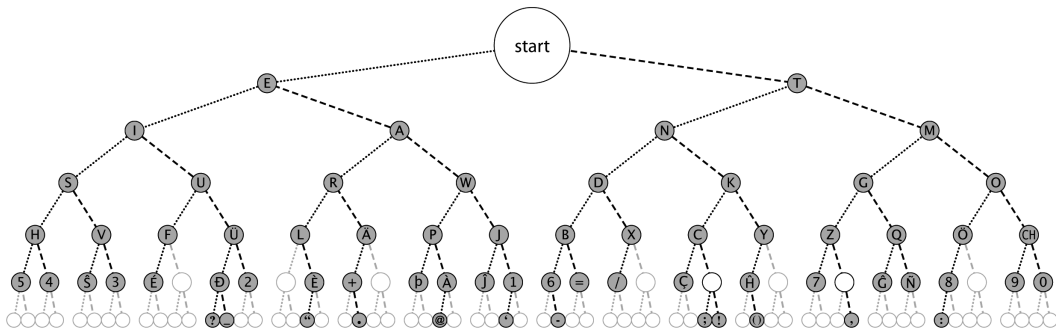 start
E T
I A N M
S U R W D K G O
H V F Ü L Ä P J B X C Y Z Q Ö CH
5 4 Ŝ 3 É Đ 2 È + þ À Ĵ 1 6 = / Ç Ĥ 7 Ĝ Ñ 8 9 0
? _ “ . @ ‘ - ; ! () , :